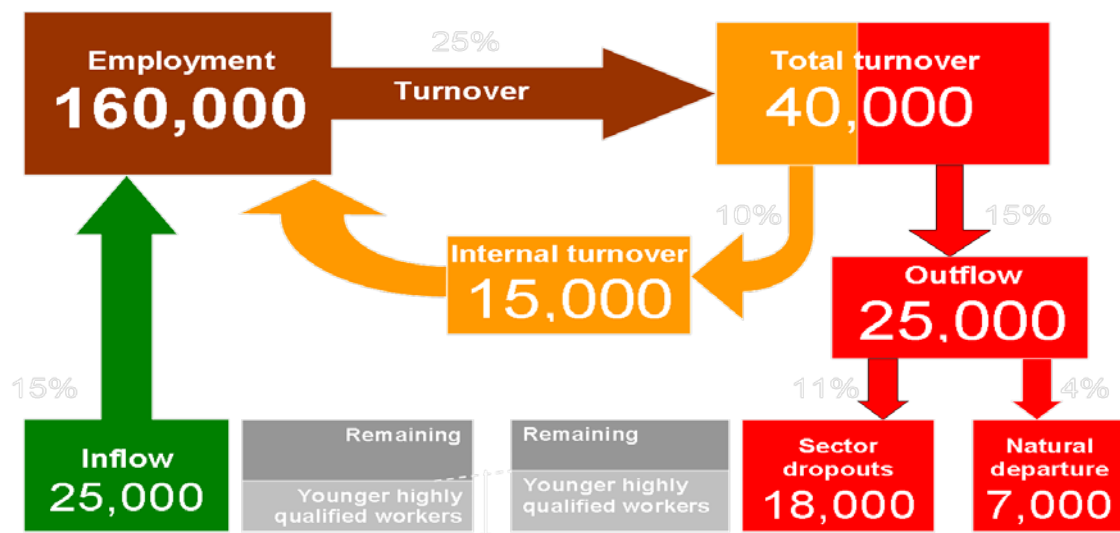 25%
Employment
160,000
Turnover
Total turnover
40,000
10%
15%
Internal turnover
15,000
Outflow
25,000
15%
11%
4%
Inflow
25,000
Remaining
Younger highly
qualified workers
Remaining
Younger highly
qualified workers
Sector
dropouts
18,000
Natural
departure
7,000